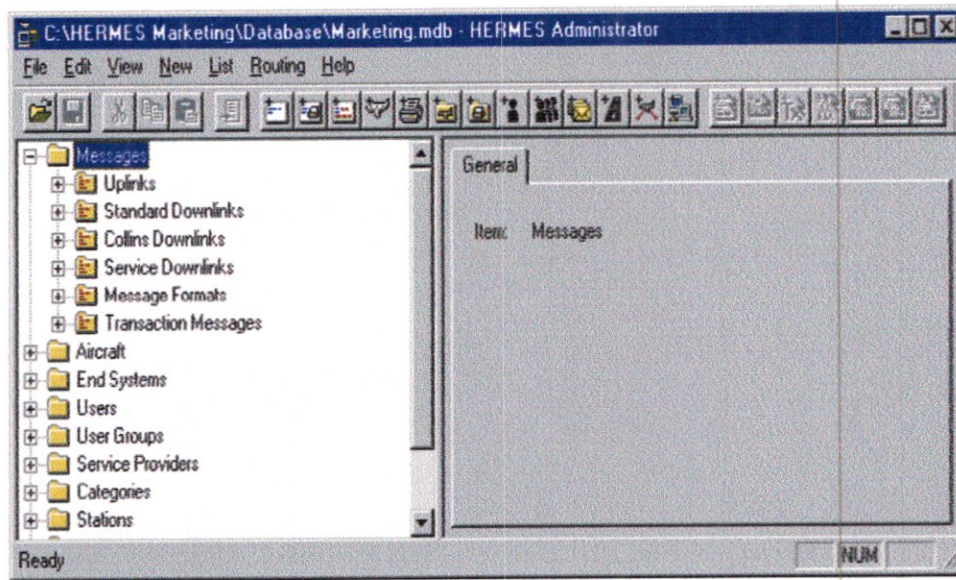 C:\HERMES Marketing\Database\Marketing.mdb - HERMES Administrator
File Edit View New List Routing Help
Messages
Uplinks
Standard Downlinks
Collins Downlinks
Service Downlinks
Message Formats
Transaction Messages
Aircraft
End Systems
Users
User Groups
Service Providers
Categories
Stations
General
Item: Messages
Ready
NUM